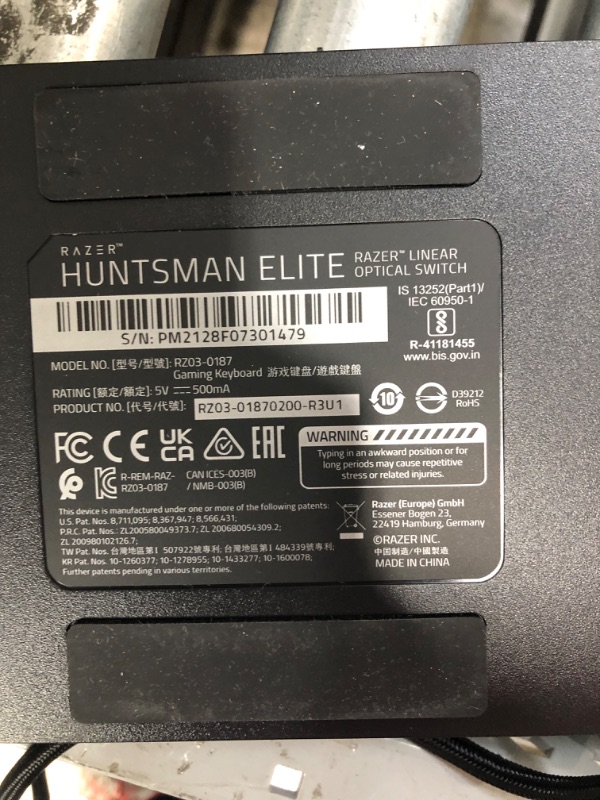 RAZER™
HUNTSMAN ELITE RAZER™ LINEAR
OPTICAL SWITCH
S/N: PM2128F07301479
IS 13252(Part1)/
IEC 60950-1
R-41181455
www.bis.gov.in
MODEL NO. [型号/型號]: RZ03-0187
Gaming Keyboard 游戏键盘/遊戲鍵盤
RATING [额定/額定]: 5V ⎓ 500mA
PRODUCT NO. [代号/代號]: RZ03-01870200-R3U1
10
D39212
RoHS
FC CE UK
CA EAC
R-REM-RAZ-
RZ03-0187
CAN ICES-003(B)
/ NMB-003(B)
WARNING
Typing in an awkward position or for
long periods may cause repetitive
stress or related injuries.
This device is manufactured under one or more of the following patents:
U.S. Pat. Nos. 8,711,095; 8,367,947; 8,566,431;
P.R.C. Pat. Nos.: ZL200580049373.7; ZL 200680054309.2;
ZL 200980102126.7;
TW Pat. Nos. 台灣地區第I 507922號專利; 台灣地區第I 484339號專利;
KR Pat. Nos. 10-1260377; 10-1278955; 10-1433277; 10-1600078;
Further patents pending in various territories.
Razer (Europe) GmbH
Essener Bogen 23,
22419 Hamburg, Germany
©RAZER INC.
中国制造/中國製造
MADE IN CHINA